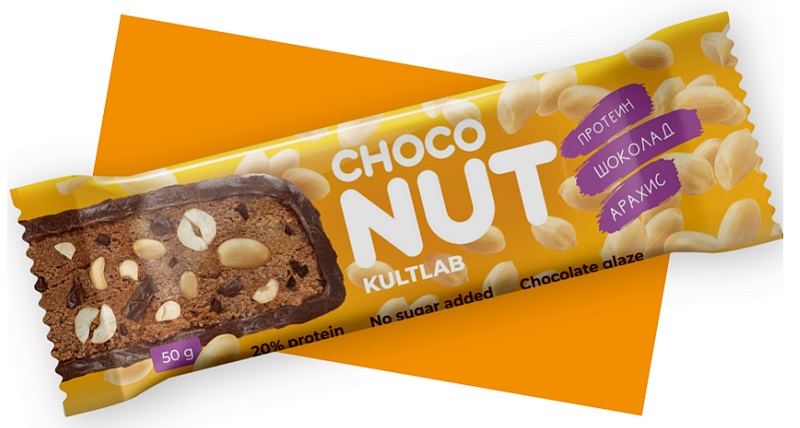 CHOCO
NUT
KULTLAB
ПРОТЕИН
ШОКОЛАД
АРАХИС
50 g
20% protein
No sugar added
Chocolate glaze